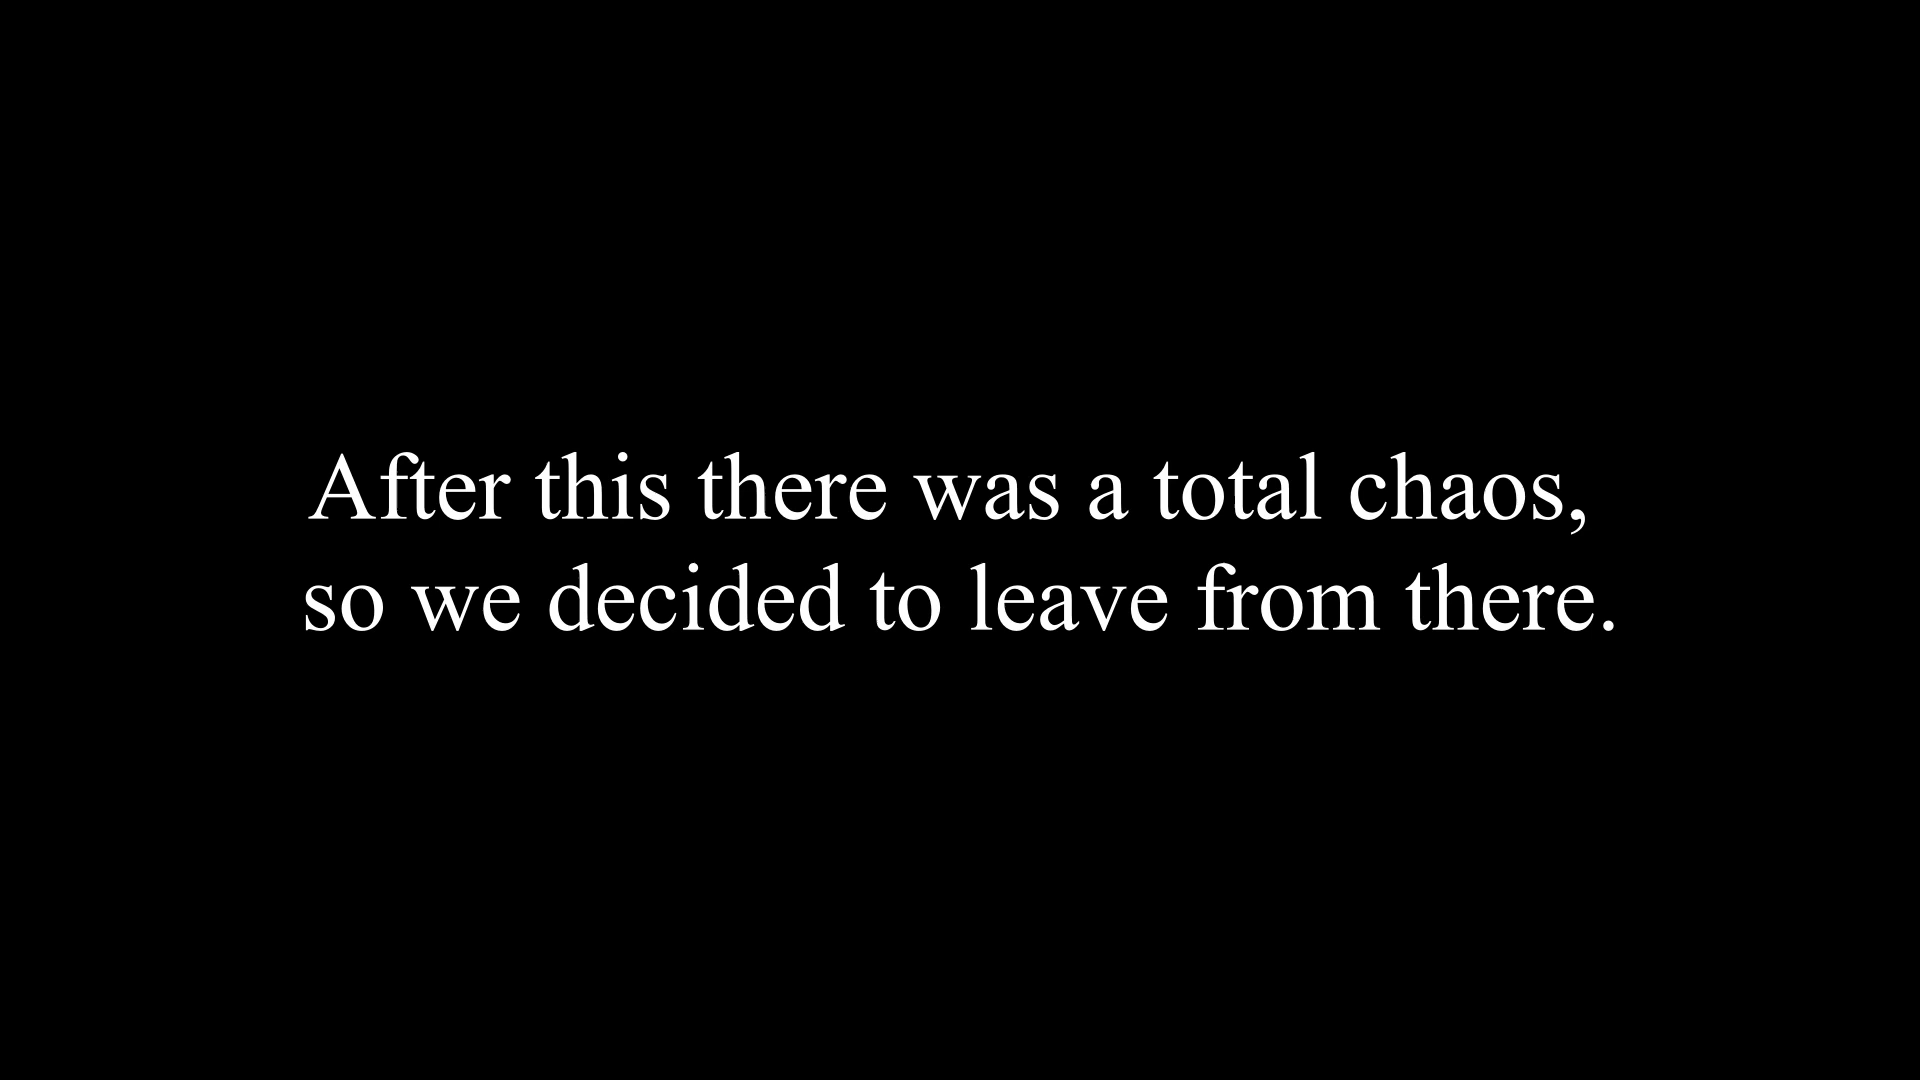 After this there was a total chaos,
so we decided to leave from there.